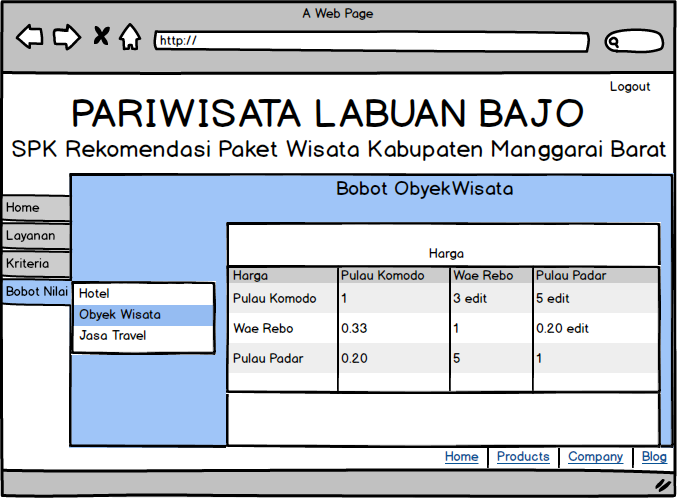 A Web Page
http://
Logout
PARIWISATA LABUAN BAJO
SPK Rekomendasi Paket Wisata Kabupaten Manggarai Barat
Bobot ObyekWisata
Home
Layanan
Kriteria
Bobot Nilai
Hotel
Obyek Wisata
Jasa Travel
Harga
Harga Pulau Komodo Wae Rebo Pulau Padar
Pulau Komodo 1 3 edit 5 edit
Wae Rebo 0.33 1 0.20 edit
Pulau Padar 0.20 5 1
Home Products Company Blog